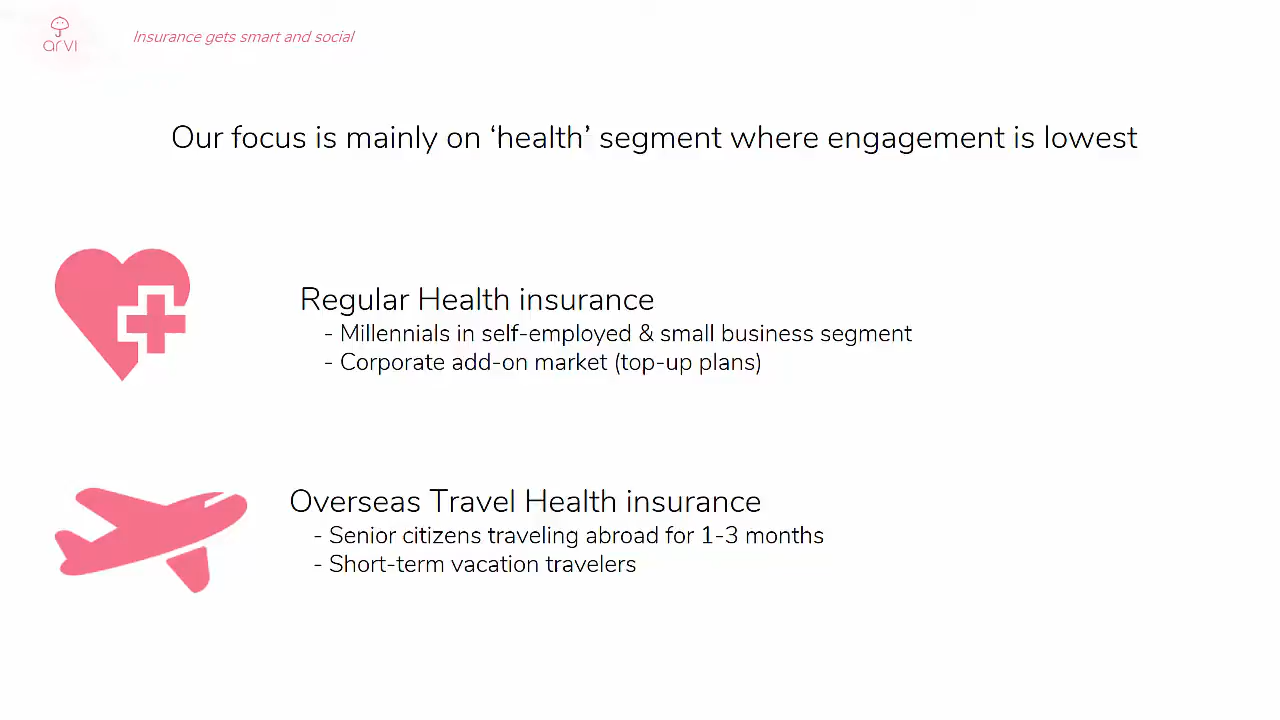 arvi
Insurance gets smart and social
Our focus is mainly on ‘health’ segment where engagement is lowest
Regular Health insurance
- Millennials in self-employed & small business segment
- Corporate add-on market (top-up plans)
Overseas Travel Health insurance
- Senior citizens traveling abroad for 1-3 months
- Short-term vacation travelers